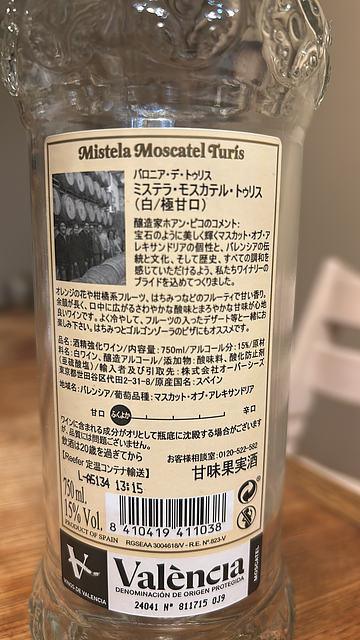 Mistela Moscatel Turís
バロニア・デ・トゥリス
ミステラ・モスカテル・トゥリス
(白/極甘口)
醸造家ホアン・ピコのコメント:
宝石のように美しく輝くマスカット・オブ・ア
レキサンドリアの個性と、バレンシアの伝
統と文化、そして歴史、すべての調和を
感じていただけるよう、私たちワイナリーの
プライドを込めてつくりました。
オレンジの花や柑橘系フルーツ、はちみつなどのフルーティで甘い香り。
余韻が長く、口中に広がるさわやかな酸味とまろやかな甘味が心地
良いワインです。よく冷やして、フルーツの入ったデザート等と一緒にお
楽しみ下さい。はちみつとゴルゴンゾーラのピザにもオススメです。
品名:酒精強化ワイン/内容量:750ml/アルコール分:15%/原材
料名:白ワイン、醸造アルコール/添加物:酸味料、酸化防止剤
(亜硫酸塩)/輸入者及び引取先:株式会社オーバーシーズ
東京都世田谷区代田2-31-8/原産国名:スペイン
地域名:バレンシア/葡萄品種:マスカット・オブ・アレキサンドリア
甘口 ふくよか 辛口
ワインに含まれる成分がオリとして瓶底に沈殿する場合がございます
が、品質には問題ございません。
飲酒は20歳を過ぎてから
お客様相談室:0120-522-582
【Reefer 定温コンテナ輸送】
甘味果実酒
L-A5134 13:15
750 ml.
15% Vol.
PRODUCT OF SPAIN
8 410419 411038
RGSEAA 3004618/V - R.E. Nº.823-V
VINOS DE VALENCIA
València
DENOMINACIÓN DE ORIGEN PROTEGIDA
MOSCATEL
24041 Nº 811715 0J9